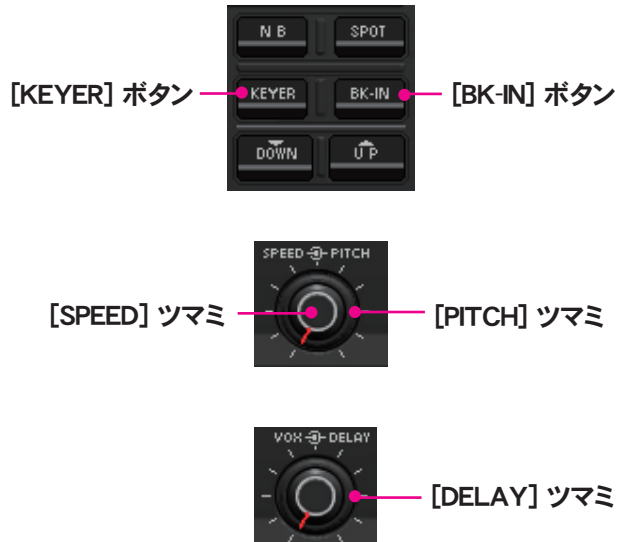 N B SPOT
[KEYER] ボタン KEYER BK-IN [BK-IN] ボタン
DOWN U P
SPEED PITCH
[SPEED] ツマミ [PITCH] ツマミ
VOX DELAY
[DELAY] ツマミ